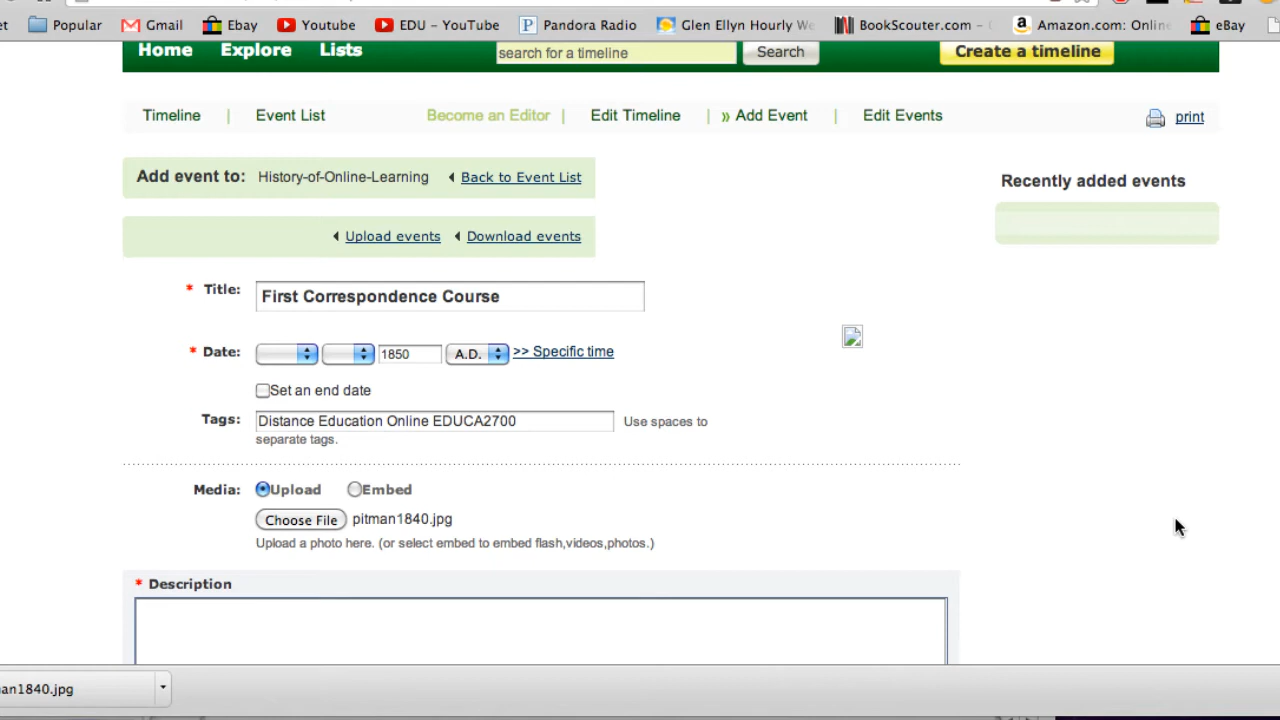 Popular Gmail Ebay Youtube EDU – YouTube Pandora Radio Glen Ellyn Hourly We BookScouter.com – Amazon.com: Onlin eBay
Home Explore Lists search for a timeline Search Create a timeline
Timeline | Event List Become an Editor | Edit Timeline | » Add Event | Edit Events print
Add event to: History-of-Online-Learning Back to Event List
Recently added events
Upload events Download events
* Title: First Correspondence Course
* Date: 1850 A.D. >> Specific time
Set an end date
Tags: Distance Education Online EDUCA2700 Use spaces to
separate tags.
Media: Upload Embed
Choose File pitman1840.jpg
Upload a photo here. (or select embed to embed flash,videos,photos.)
* Description
an1840.jpg